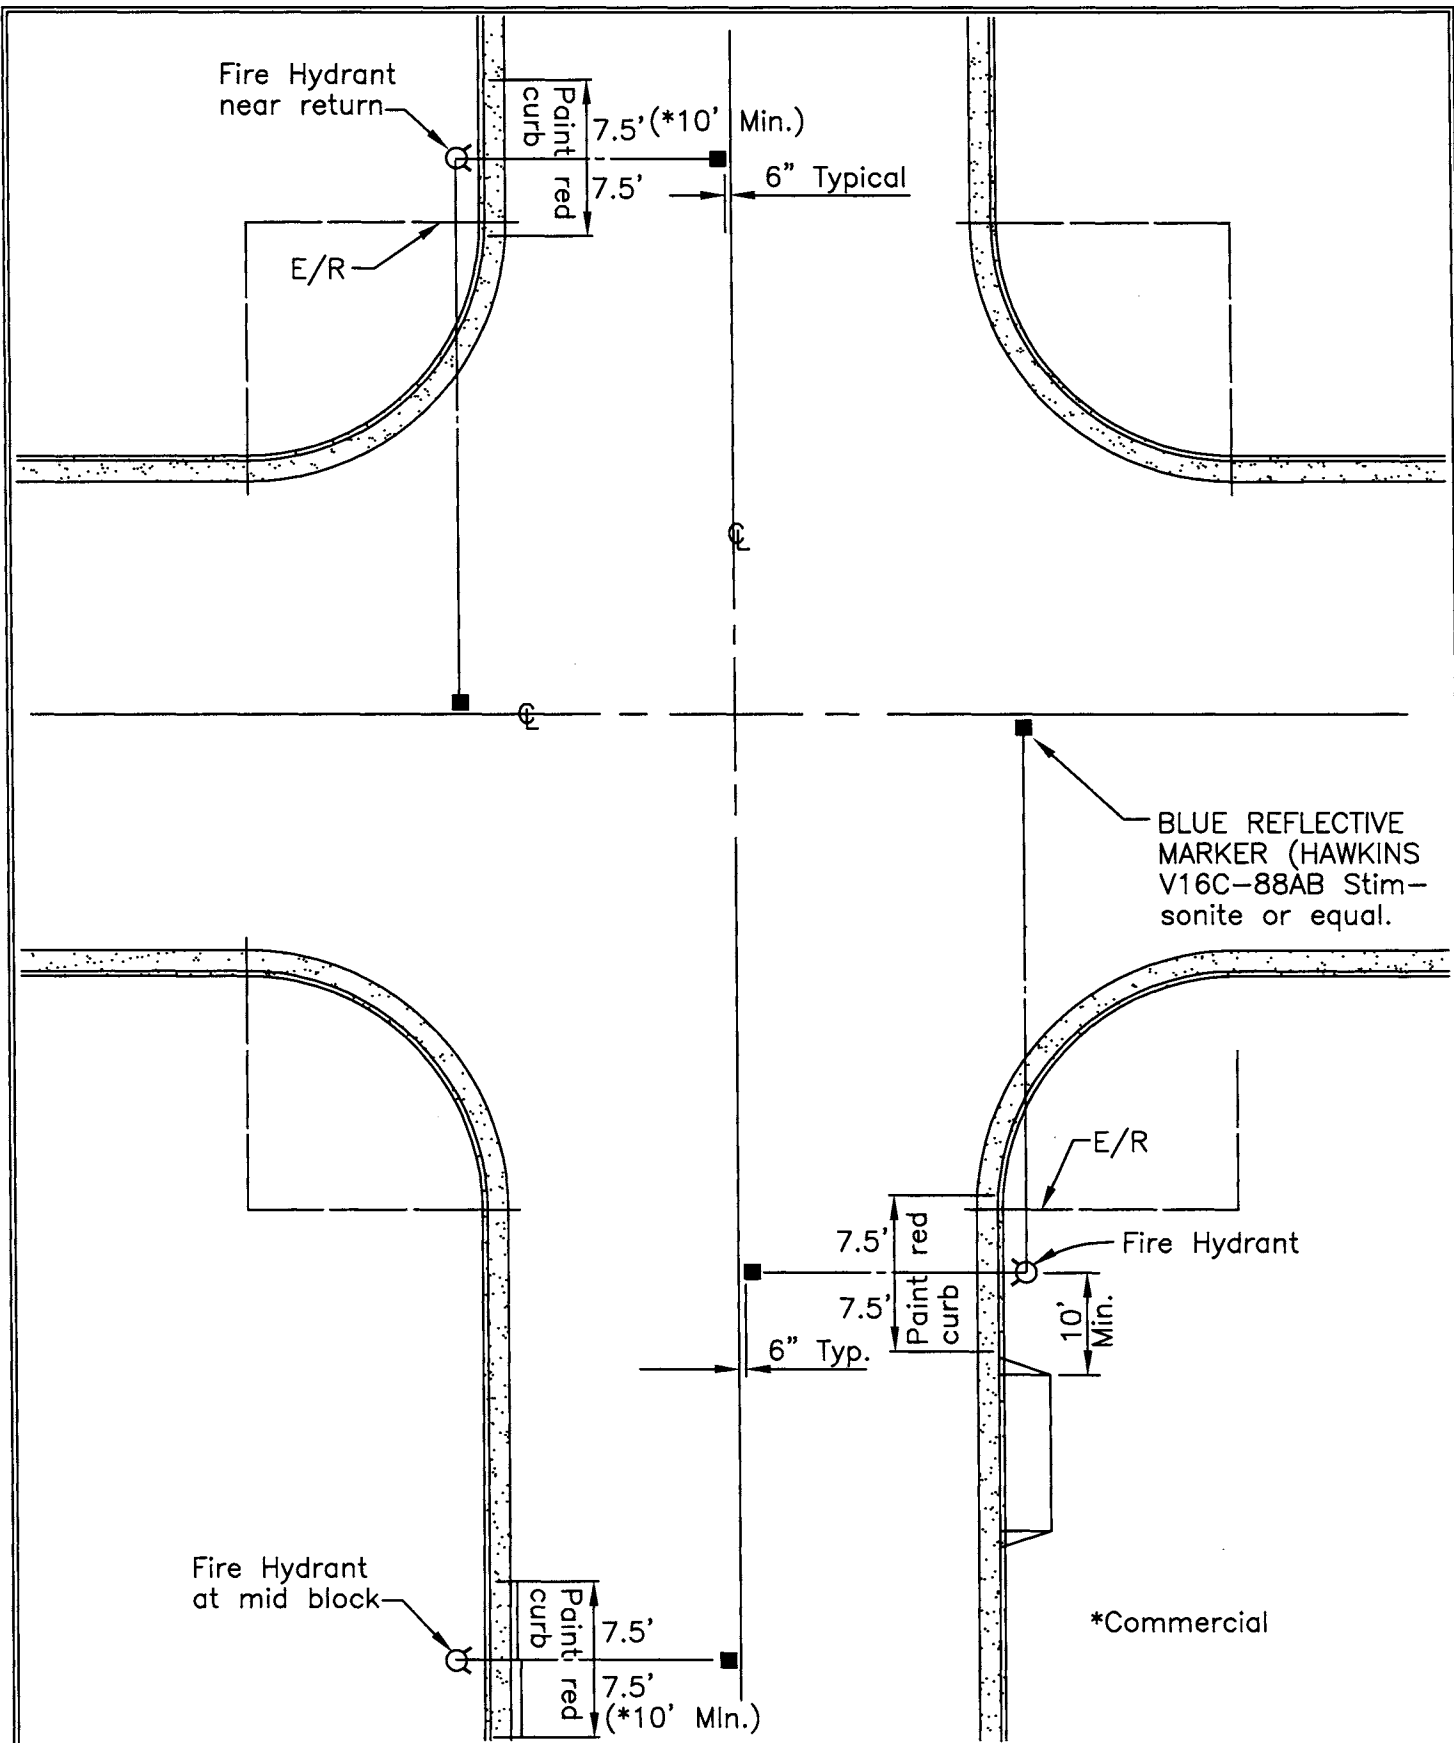 Fire Hydrant
near return
Paint red
curb
7.5' (*10' Min.)
7.5'
6" Typical
E/R
℄
℄
BLUE REFLECTIVE
MARKER (HAWKINS
V16C-88AB Stim-
sonite or equal.
E/R
7.5'
7.5'
Paint red
curb
Fire Hydrant
10'
Min.
6" Typ.
Fire Hydrant
at mid block
Paint red
curb
7.5'
7.5'
(*10' Min.)
*Commercial